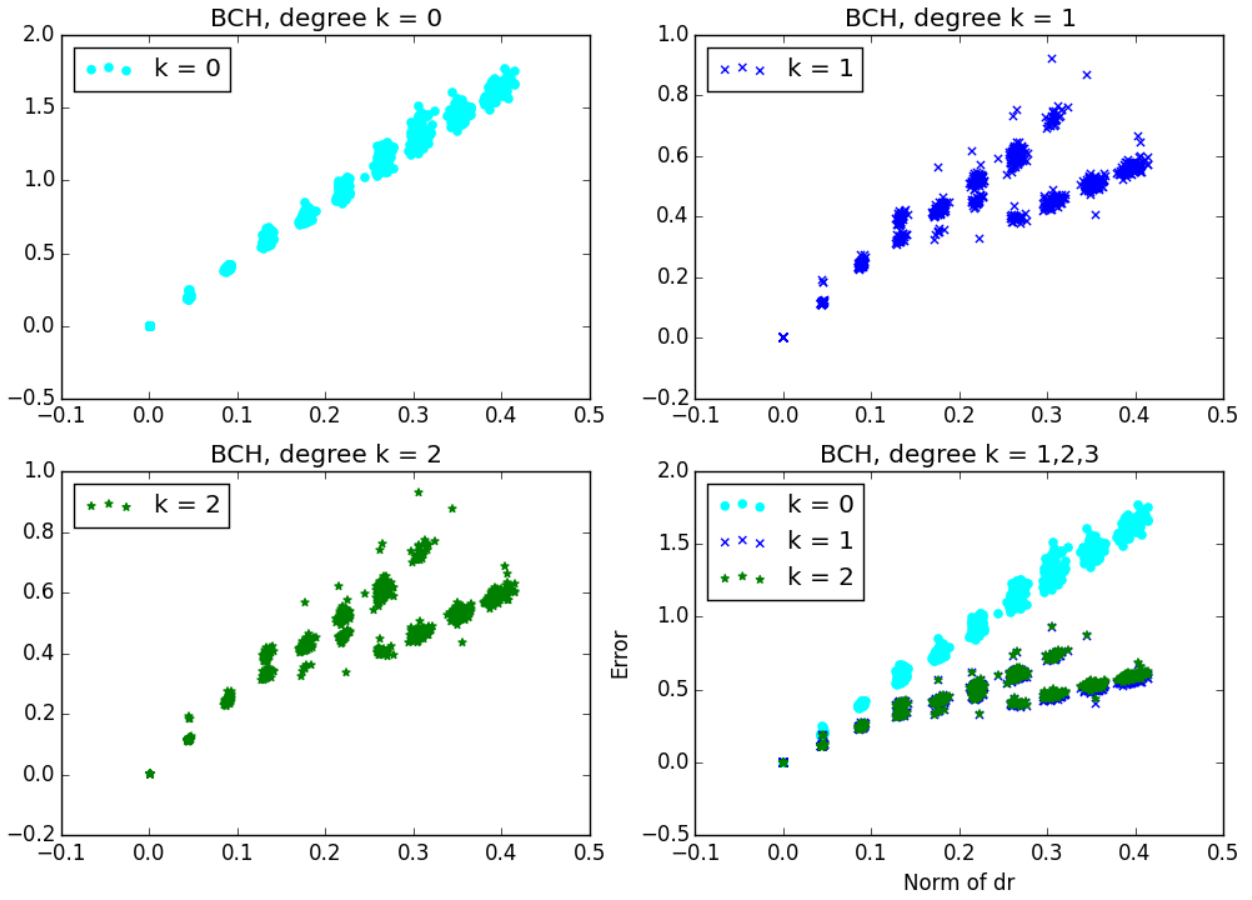 BCH, degree k = 0
2.0
1.5
1.0
0.5
0.0
−0.5
k = 0
−0.1 0.0 0.1 0.2 0.3 0.4 0.5
BCH, degree k = 1
1.0
0.8
0.6
0.4
0.2
0.0
−0.2
k = 1
−0.1 0.0 0.1 0.2 0.3 0.4 0.5
BCH, degree k = 2
1.0
0.8
0.6
0.4
0.2
0.0
−0.2
k = 2
−0.1 0.0 0.1 0.2 0.3 0.4 0.5
BCH, degree k = 1,2,3
2.0
1.5
1.0
0.5
0.0
−0.5
Error
k = 0
k = 1
k = 2
−0.1 0.0 0.1 0.2 0.3 0.4 0.5
Norm of dr